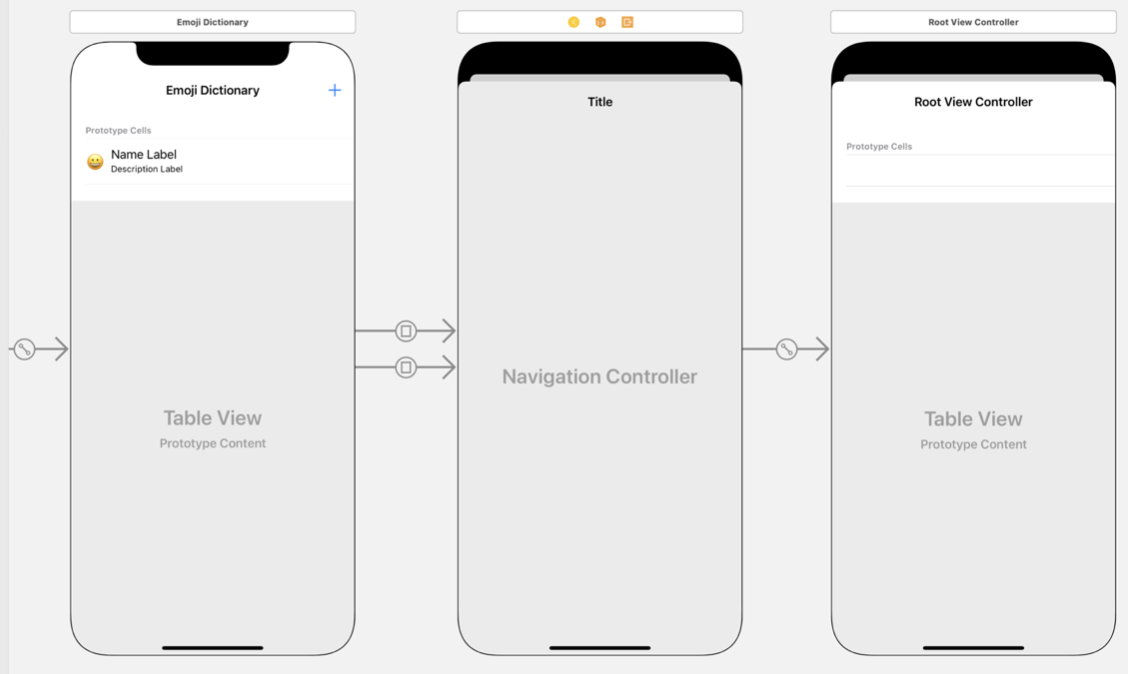 Emoji Dictionary
Emoji Dictionary
Prototype Cells
Name Label
Description Label
Table View
Prototype Content
Title
Navigation Controller
Root View Controller
Root View Controller
Prototype Cells
Table View
Prototype Content